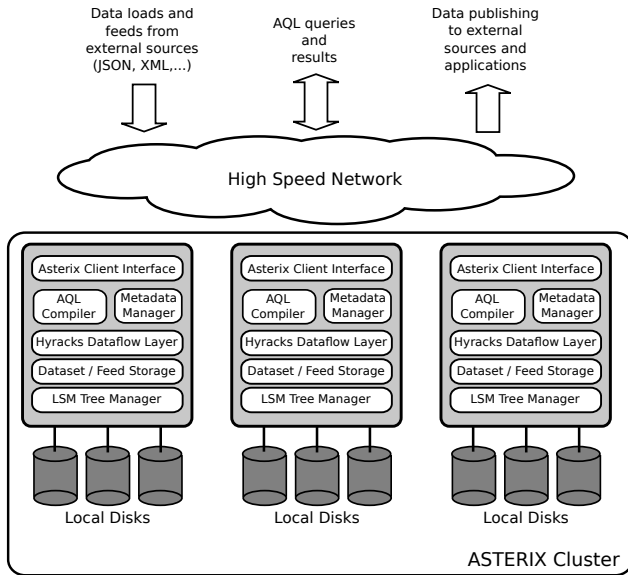 Data loads and
feeds from
external sources
(JSON, XML,...)
AQL queries
and
results
Data publishing
to external
sources and
applications
High Speed Network
Asterix Client Interface
AQL
Compiler
Metadata
Manager
Hyracks Dataflow Layer
Dataset / Feed Storage
LSM Tree Manager
Local Disks
Asterix Client Interface
AQL
Compiler
Metadata
Manager
Hyracks Dataflow Layer
Dataset / Feed Storage
LSM Tree Manager
Local Disks
Asterix Client Interface
AQL
Compiler
Metadata
Manager
Hyracks Dataflow Layer
Dataset / Feed Storage
LSM Tree Manager
Local Disks
ASTERIX Cluster